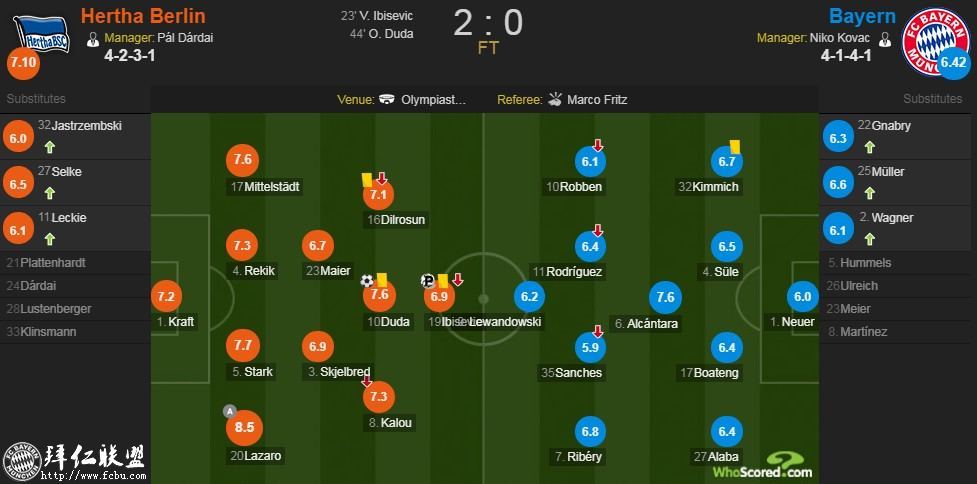 Hertha Berlin
Manager: Pál Dárdai
4-2-3-1
7.10
HerthaBSC
23' V. Ibisevic
44' O. Duda
2 : 0
FT
Bayern
Manager: Niko Kovac
4-1-4-1
FC BAYERN
MÜNCHEN
6.42
Substitutes
Venue: Olympiast...
Referee: Marco Fritz
Substitutes
6.0 32 Jastrzembski
6.5 27 Selke
6.1 11 Leckie
21 Plattenhardt
24 Dárdai
28 Lustenberger
33 Klinsmann
7.2
1. Kraft
7.6
17 Mittelstädt
7.3
4. Rekik
7.7
5. Stark
A
8.5
20 Lazaro
6.7
23 Maier
6.9
3. Skjelbred
7.1
16 Dilrosun
7.6
10 Duda
7.3
8. Kalou
P
6.9
19 Ibisevic
6.2
9. Lewandowski
6.1
10 Robben
6.4
11 Rodríguez
5.9
35 Sanches
6.8
7. Ribéry
7.6
6. Alcántara
6.7
32 Kimmich
6.5
4. Süle
6.4
17 Boateng
6.4
27 Alaba
6.0
1. Neuer
6.3 22 Gnabry
6.6 25 Müller
6.1 2. Wagner
5. Hummels
26 Ulreich
23 Meier
8. Martínez
WhoScored.com
拜仁联盟
http://www.fcbu.com